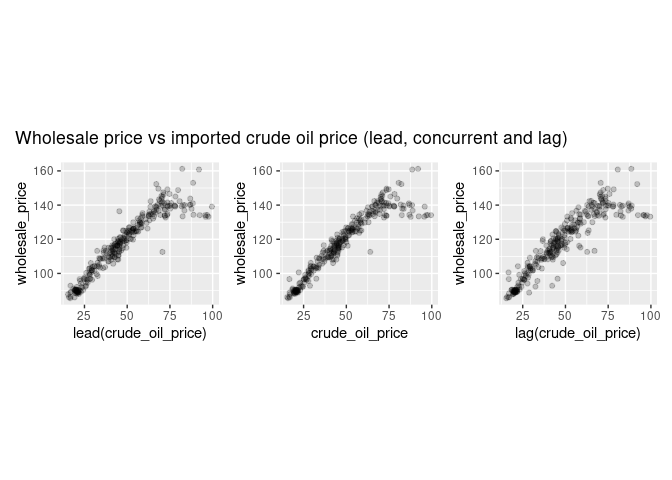 Wholesale price vs imported crude oil price (lead, concurrent and lag)
wholesale_price
160
140
120
100
25 50 75 100
lead(crude_oil_price)
wholesale_price
160
140
120
100
25 50 75 100
crude_oil_price
wholesale_price
160
140
120
100
25 50 75 100
lag(crude_oil_price)